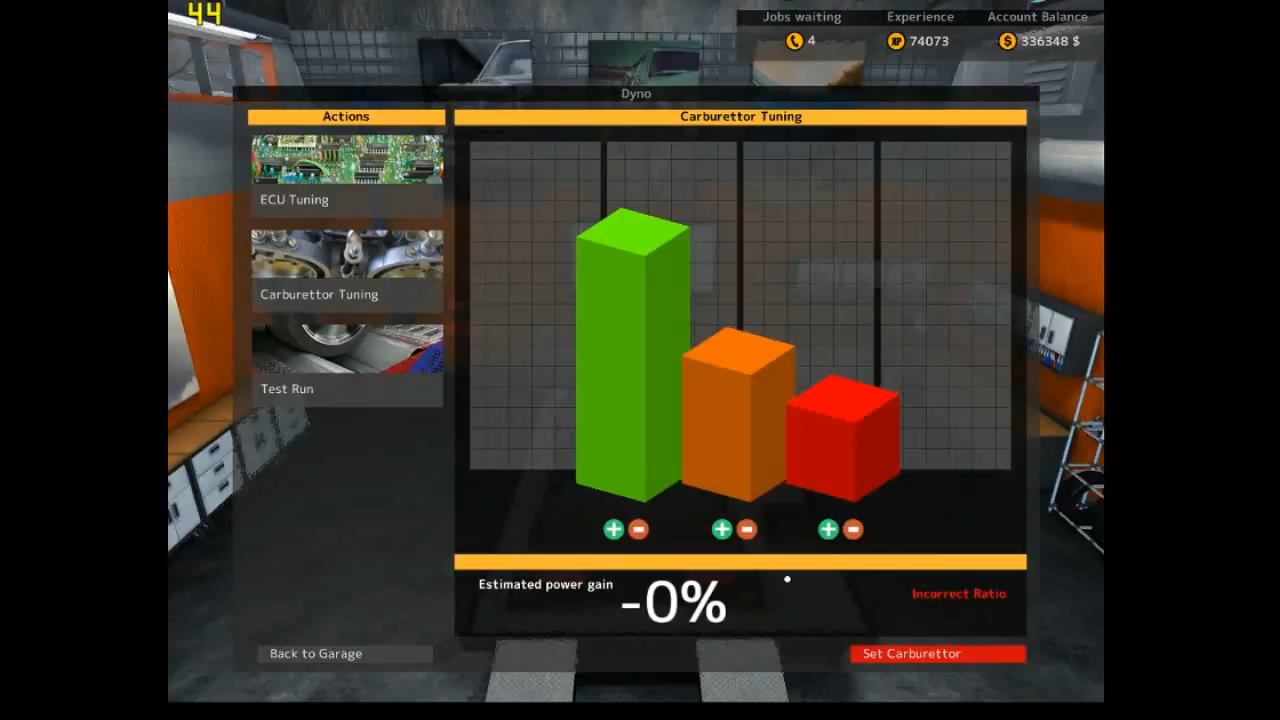 44
Jobs waiting
Experience
Account Balance
4
XP
74073
$
336348 $
Dyno
Actions
Carburettor Tuning
ECU Tuning
Carburettor Tuning
Test Run
Estimated power gain
-0%
Incorrect Ratio
Back to Garage
Set Carburettor